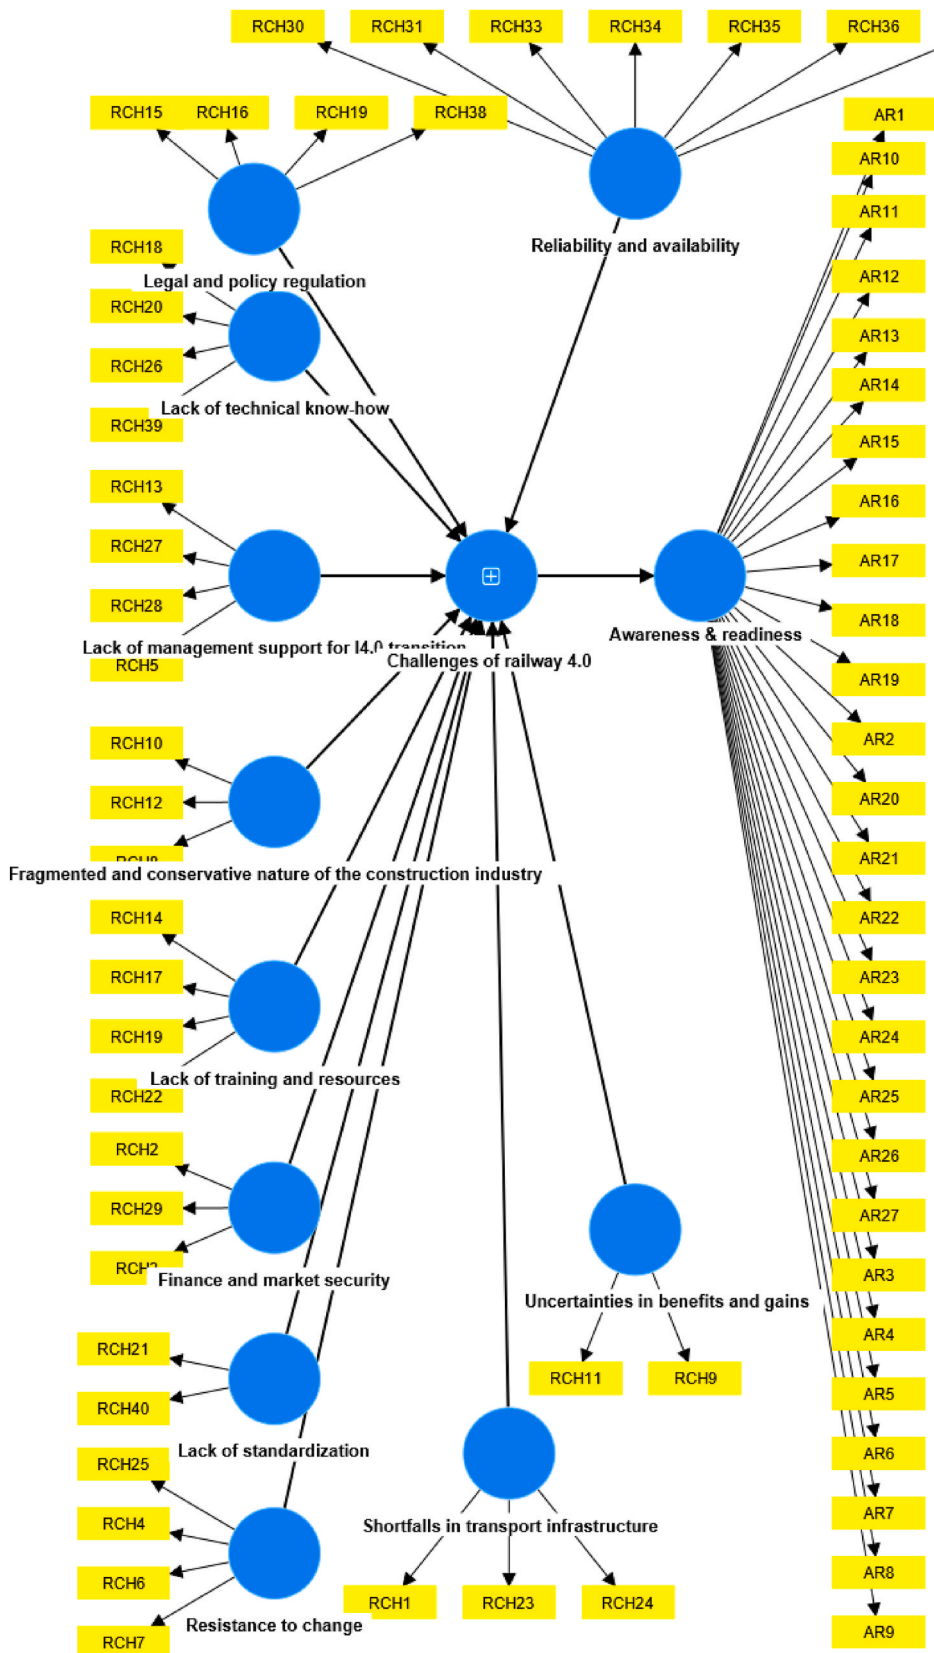 RCH30 RCH31 RCH33 RCH34 RCH35 RCH36
RCH15 RCH16 RCH19 RCH38
Reliability and availability
Legal and policy regulation
RCH18
RCH20
RCH26
RCH39
Lack of technical know-how
RCH13
RCH27
RCH28
RCH5
Lack of management support for I4.0 transition
Challenges of railway 4.0
Awareness & readiness
RCH10
RCH12
RCH8
Fragmented and conservative nature of the construction industry
RCH14
RCH17
RCH19
RCH22
Lack of training and resources
RCH2
RCH29
RCH3
Finance and market security
RCH21
RCH40
Lack of standardization
RCH25
RCH4
RCH6
RCH7
Resistance to change
Uncertainties in benefits and gains
RCH11 RCH9
Shortfalls in transport infrastructure
RCH1 RCH23 RCH24
AR1
AR10
AR11
AR12
AR13
AR14
AR15
AR16
AR17
AR18
AR19
AR2
AR20
AR21
AR22
AR23
AR24
AR25
AR26
AR27
AR3
AR4
AR5
AR6
AR7
AR8
AR9